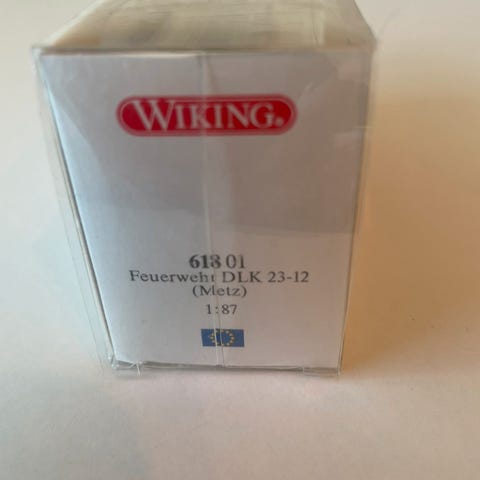 WIKING®
618 01
Feuerwehr DLK 23-12
(Metz)
1:87